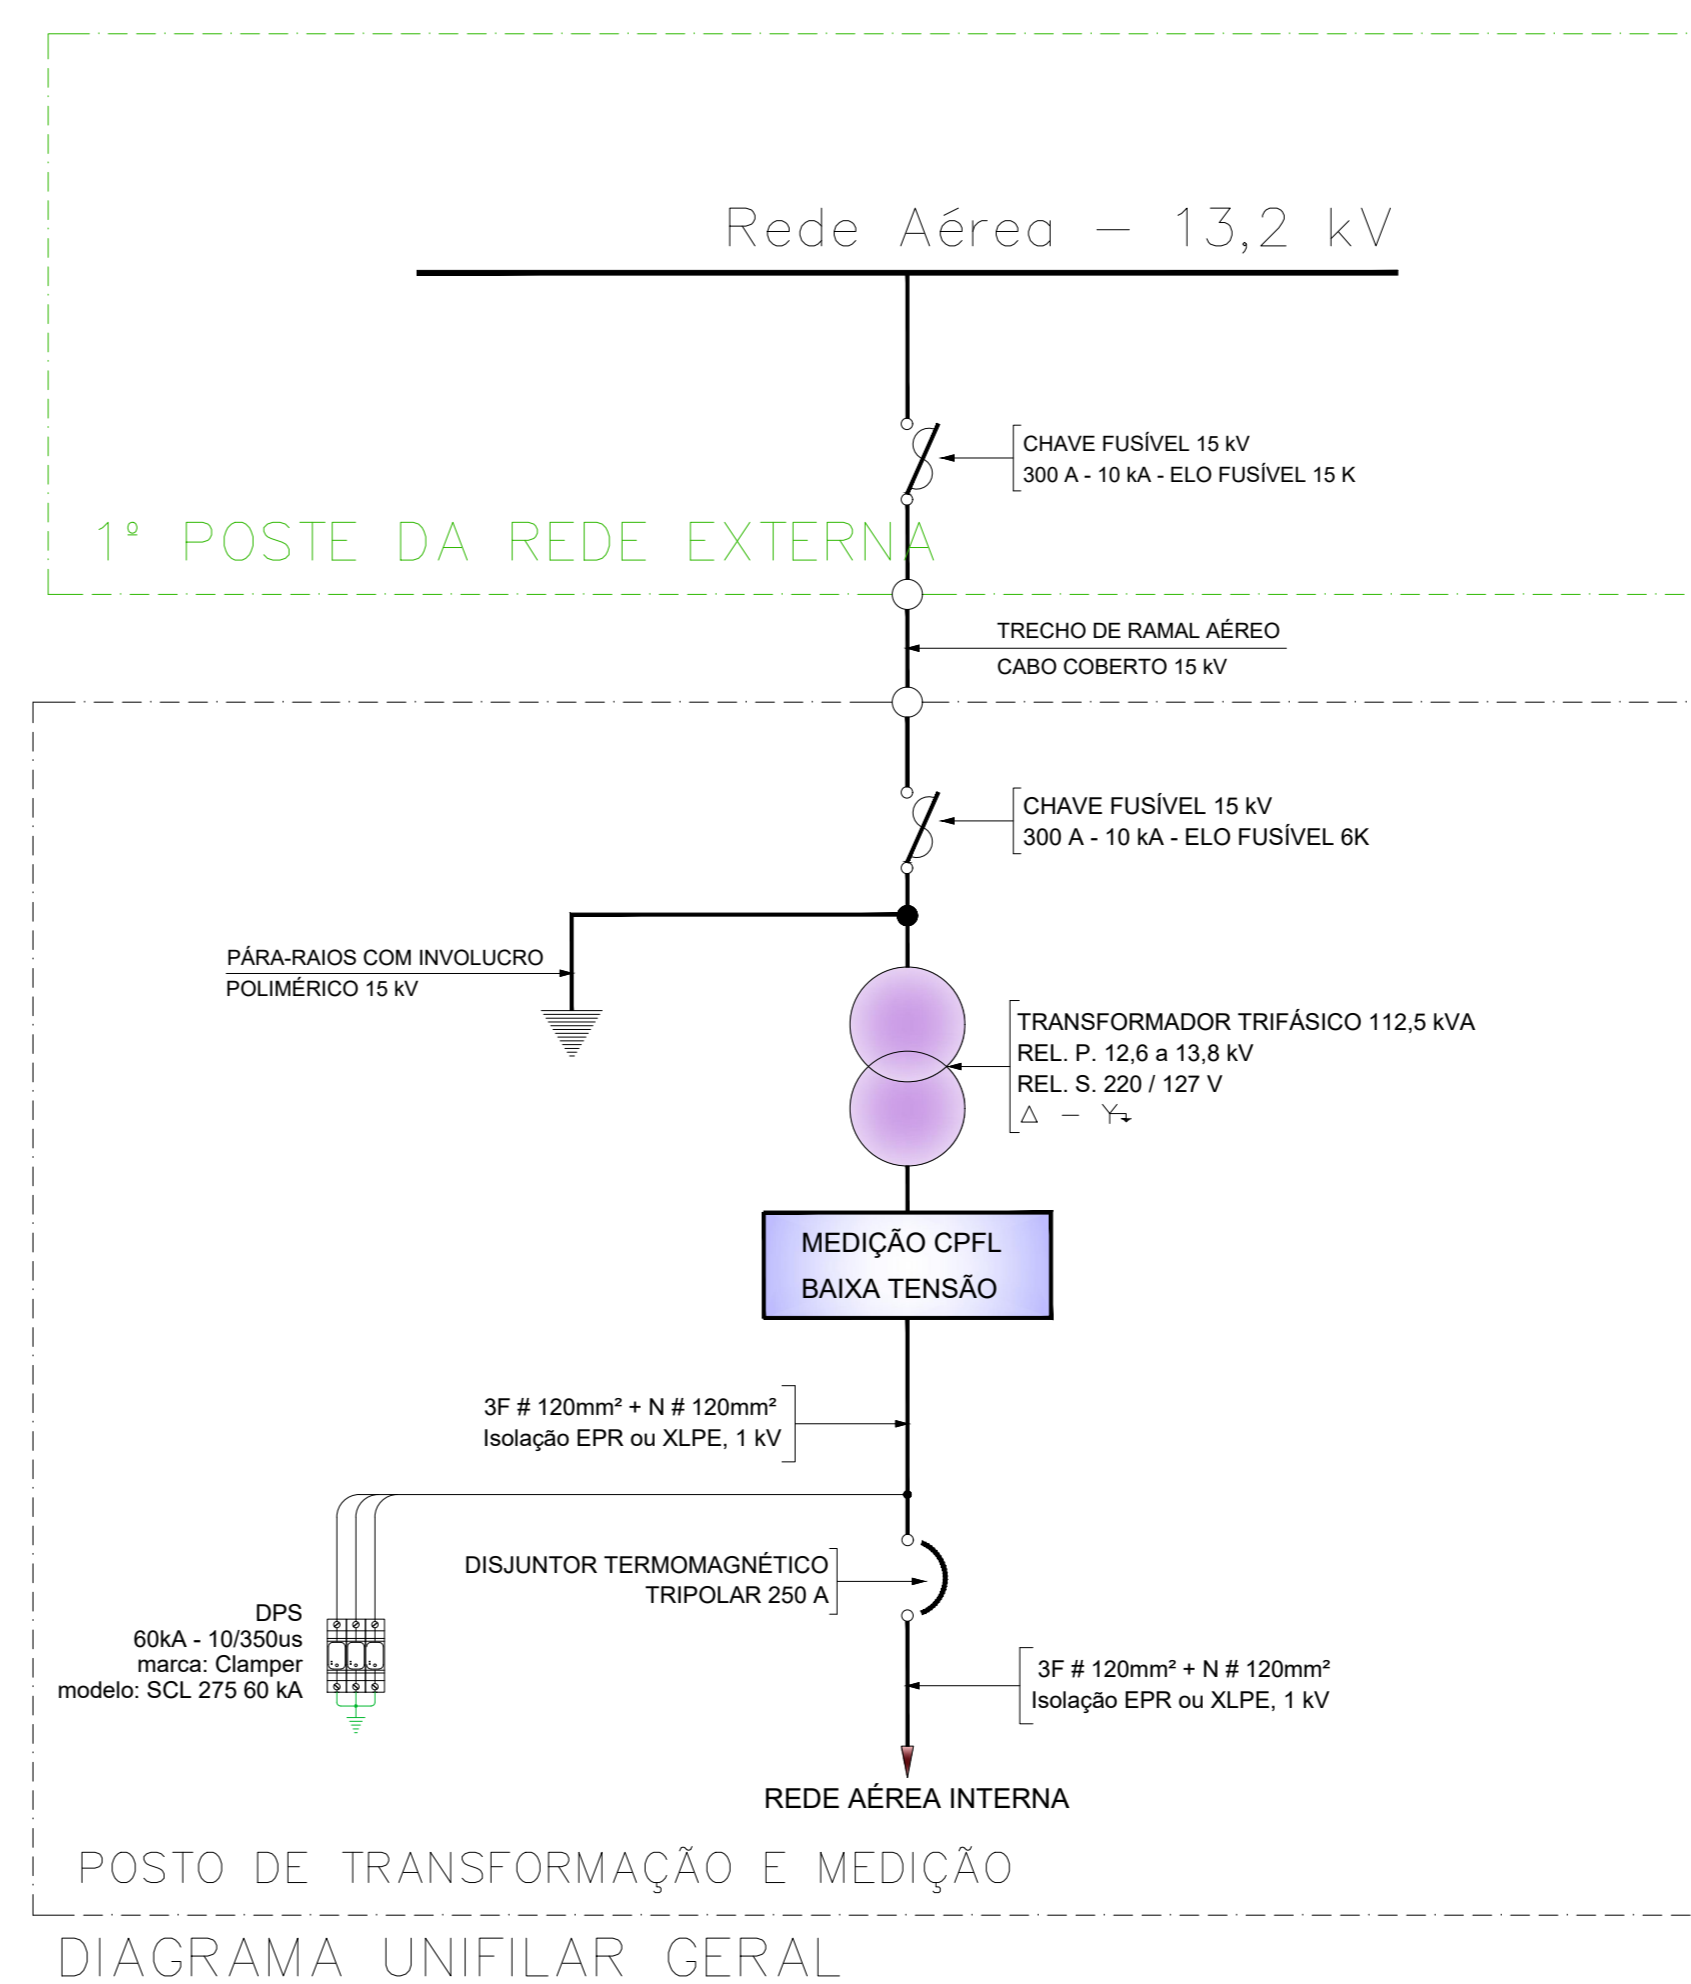 Rede Aérea - 13,2 kV
CHAVE FUSÍVEL 15 kV
300 A - 10 kA - ELO FUSÍVEL 15 K
1º POSTE DA REDE EXTERNA
TRECHO DE RAMAL AÉREO
CABO COBERTO 15 kV
CHAVE FUSÍVEL 15 kV
300 A - 10 kA - ELO FUSÍVEL 6K
PÁRA-RAIOS COM INVOLUCRO
POLIMÉRICO 15 kV
TRANSFORMADOR TRIFÁSICO 112,5 kVA
REL. P. 12,6 a 13,8 kV
REL. S. 220 / 127 V
Δ - Y
MEDIÇÃO CPFL
BAIXA TENSÃO
3F # 120mm² + N # 120mm²
Isolação EPR ou XLPE, 1 kV
DISJUNTOR TERMOMAGNÉTICO
TRIPOLAR 250 A
DPS
60kA - 10/350us
marca: Clamper
modelo: SCL 275 60 kA
3F # 120mm² + N # 120mm²
Isolação EPR ou XLPE, 1 kV
REDE AÉREA INTERNA
POSTO DE TRANSFORMAÇÃO E MEDIÇÃO
DIAGRAMA UNIFILAR GERAL